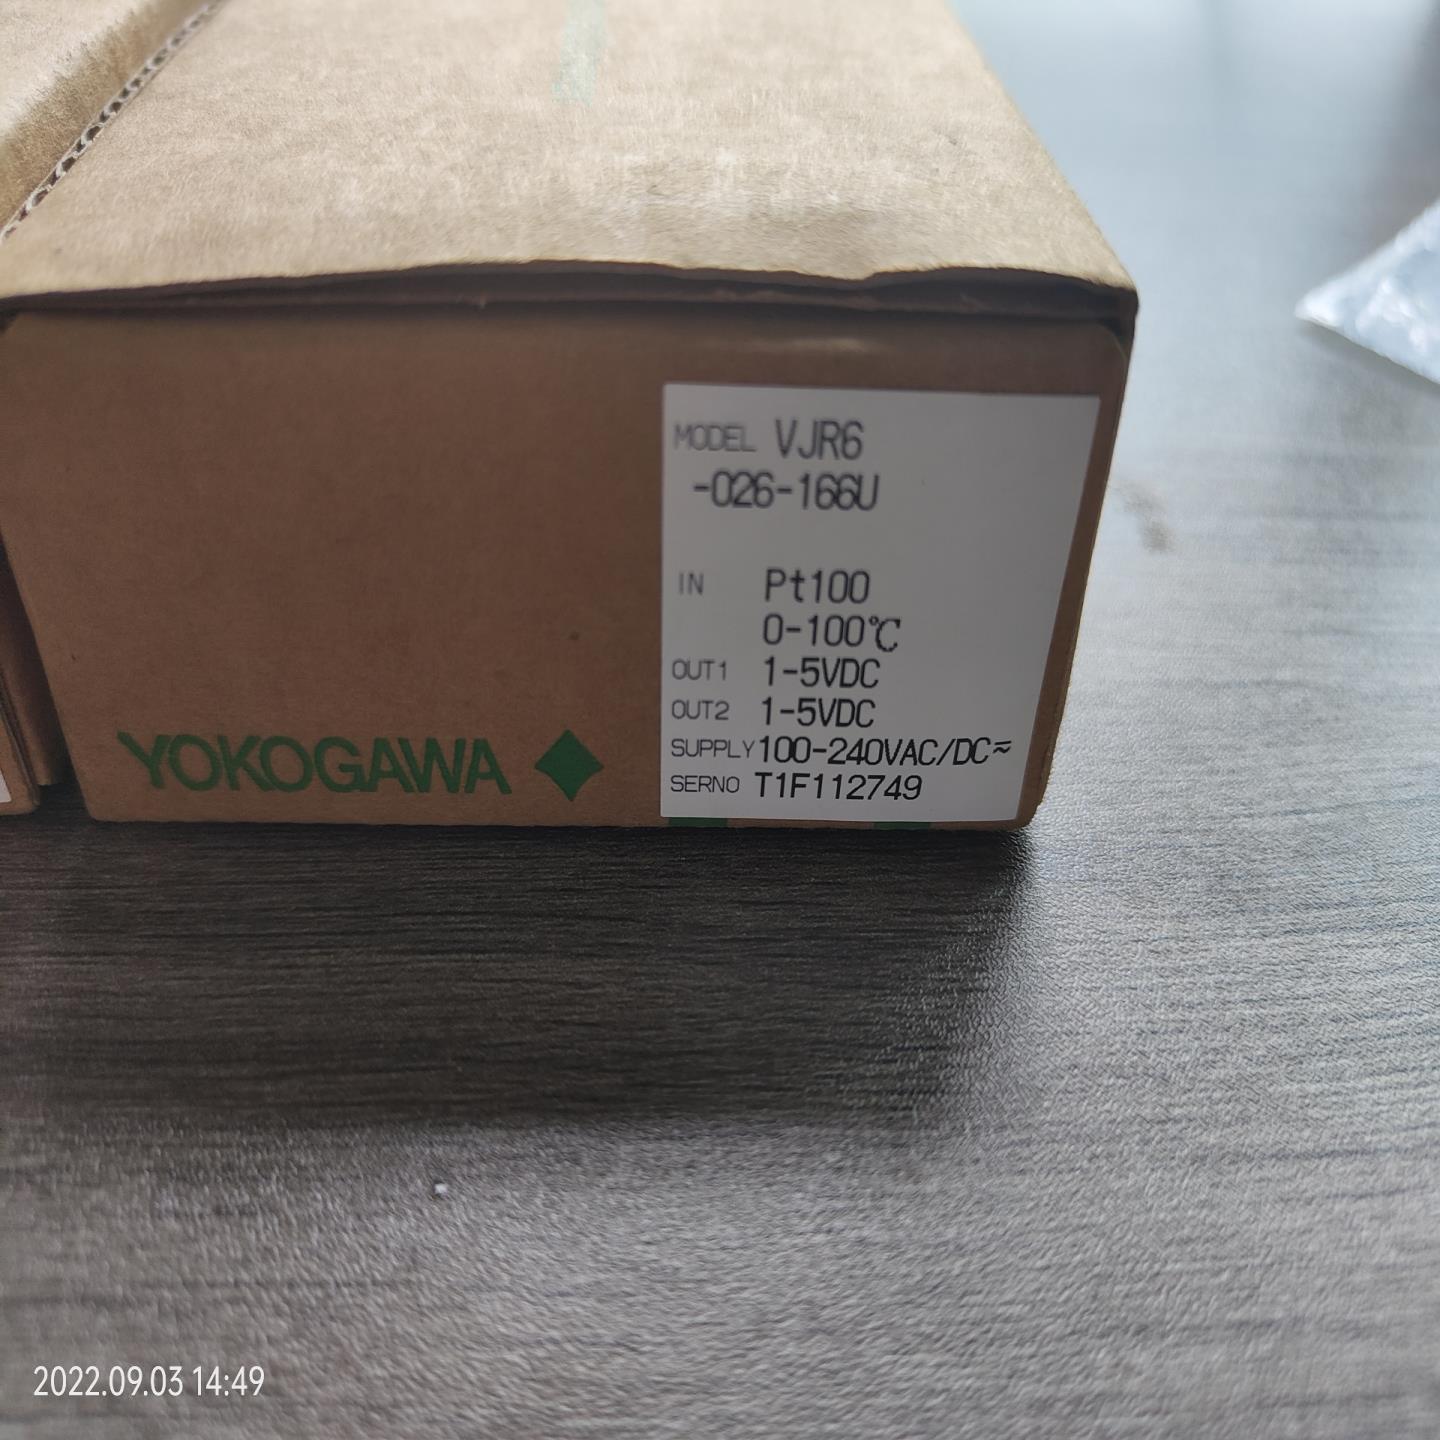 MODEL VJR6
-026-166U
IN Pt100
0-100℃
OUT1 1-5VDC
OUT2 1-5VDC
SUPPLY 100-240VAC/DC≂
SERNO T1F112749
YOKOGAWA
2022.09.03 14:49